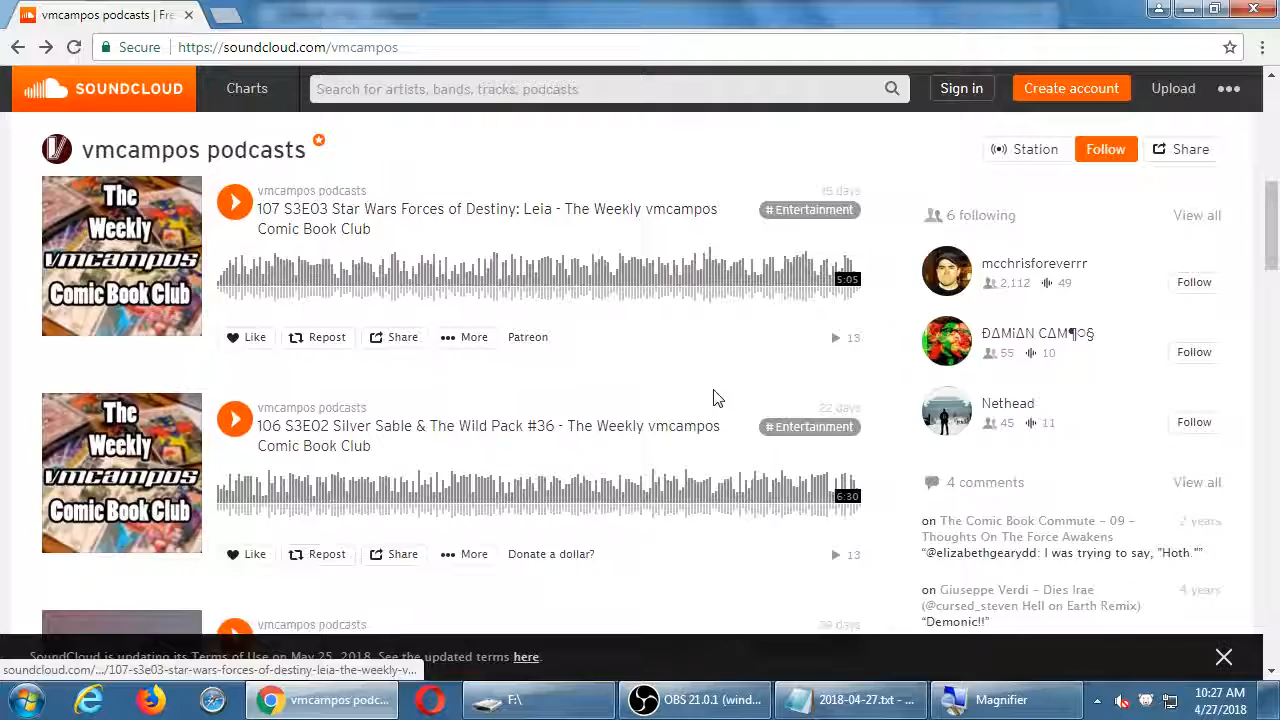 vmcampos podcasts | Fre
Secure
https://soundcloud.com/vmcampos
SOUNDCLOUD
Charts
Search for artists, bands, tracks, podcasts
Sign in
Create account
Upload
vmcampos podcasts
Station
Follow
Share
The
Weekly
vmcampos
Comic Book Club
vmcampos podcasts
15 days
107 S3E03 Star Wars Forces of Destiny: Leia - The Weekly vmcampos
Comic Book Club
# Entertainment
5:05
Like
Repost
Share
More
Patreon
13
The
Weekly
vmcampos
Comic Book Club
vmcampos podcasts
22 days
106 S3E02 Silver Sable & The Wild Pack #36 - The Weekly vmcampos
Comic Book Club
# Entertainment
6:30
Like
Repost
Share
More
Donate a dollar?
13
vmcampos podcasts
6 following
View all
mcchrisforeverrr
2,112
49
Follow
ÐΔMiΔN CΔM¶¤§
55
10
Follow
Nethead
45
11
Follow
4 comments
View all
on The Comic Book Commute - 09 -
Thoughts On The Force Awakens
2 years
"@elizabethgearydd: I was trying to say, "Hoth.""
on Giuseppe Verdi - Dies Irae
(@cursed_steven Hell on Earth Remix)
4 years
"Demonic!!"
SoundCloud is updating its Terms of Use on May 25, 2018. See the updated terms here.
soundcloud.com/.../107-s3e03-star-wars-forces-of-destiny-leia-the-weekly-v...
vmcampos podc...
F:\
OBS 21.0.1 (wind...
2018-04-27.txt - ...
Magnifier
10:27 AM
4/27/2018